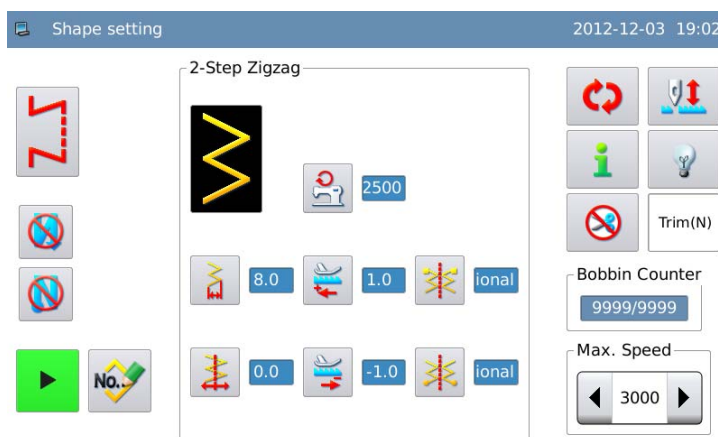 Shape setting 2012-12-03 19:02
2-Step Zigzag
2500
Trim(N)
8.0 1.0 ional
Bobbin Counter
9999/9999
Max. Speed
No.
0.0 -1.0 ional
3000